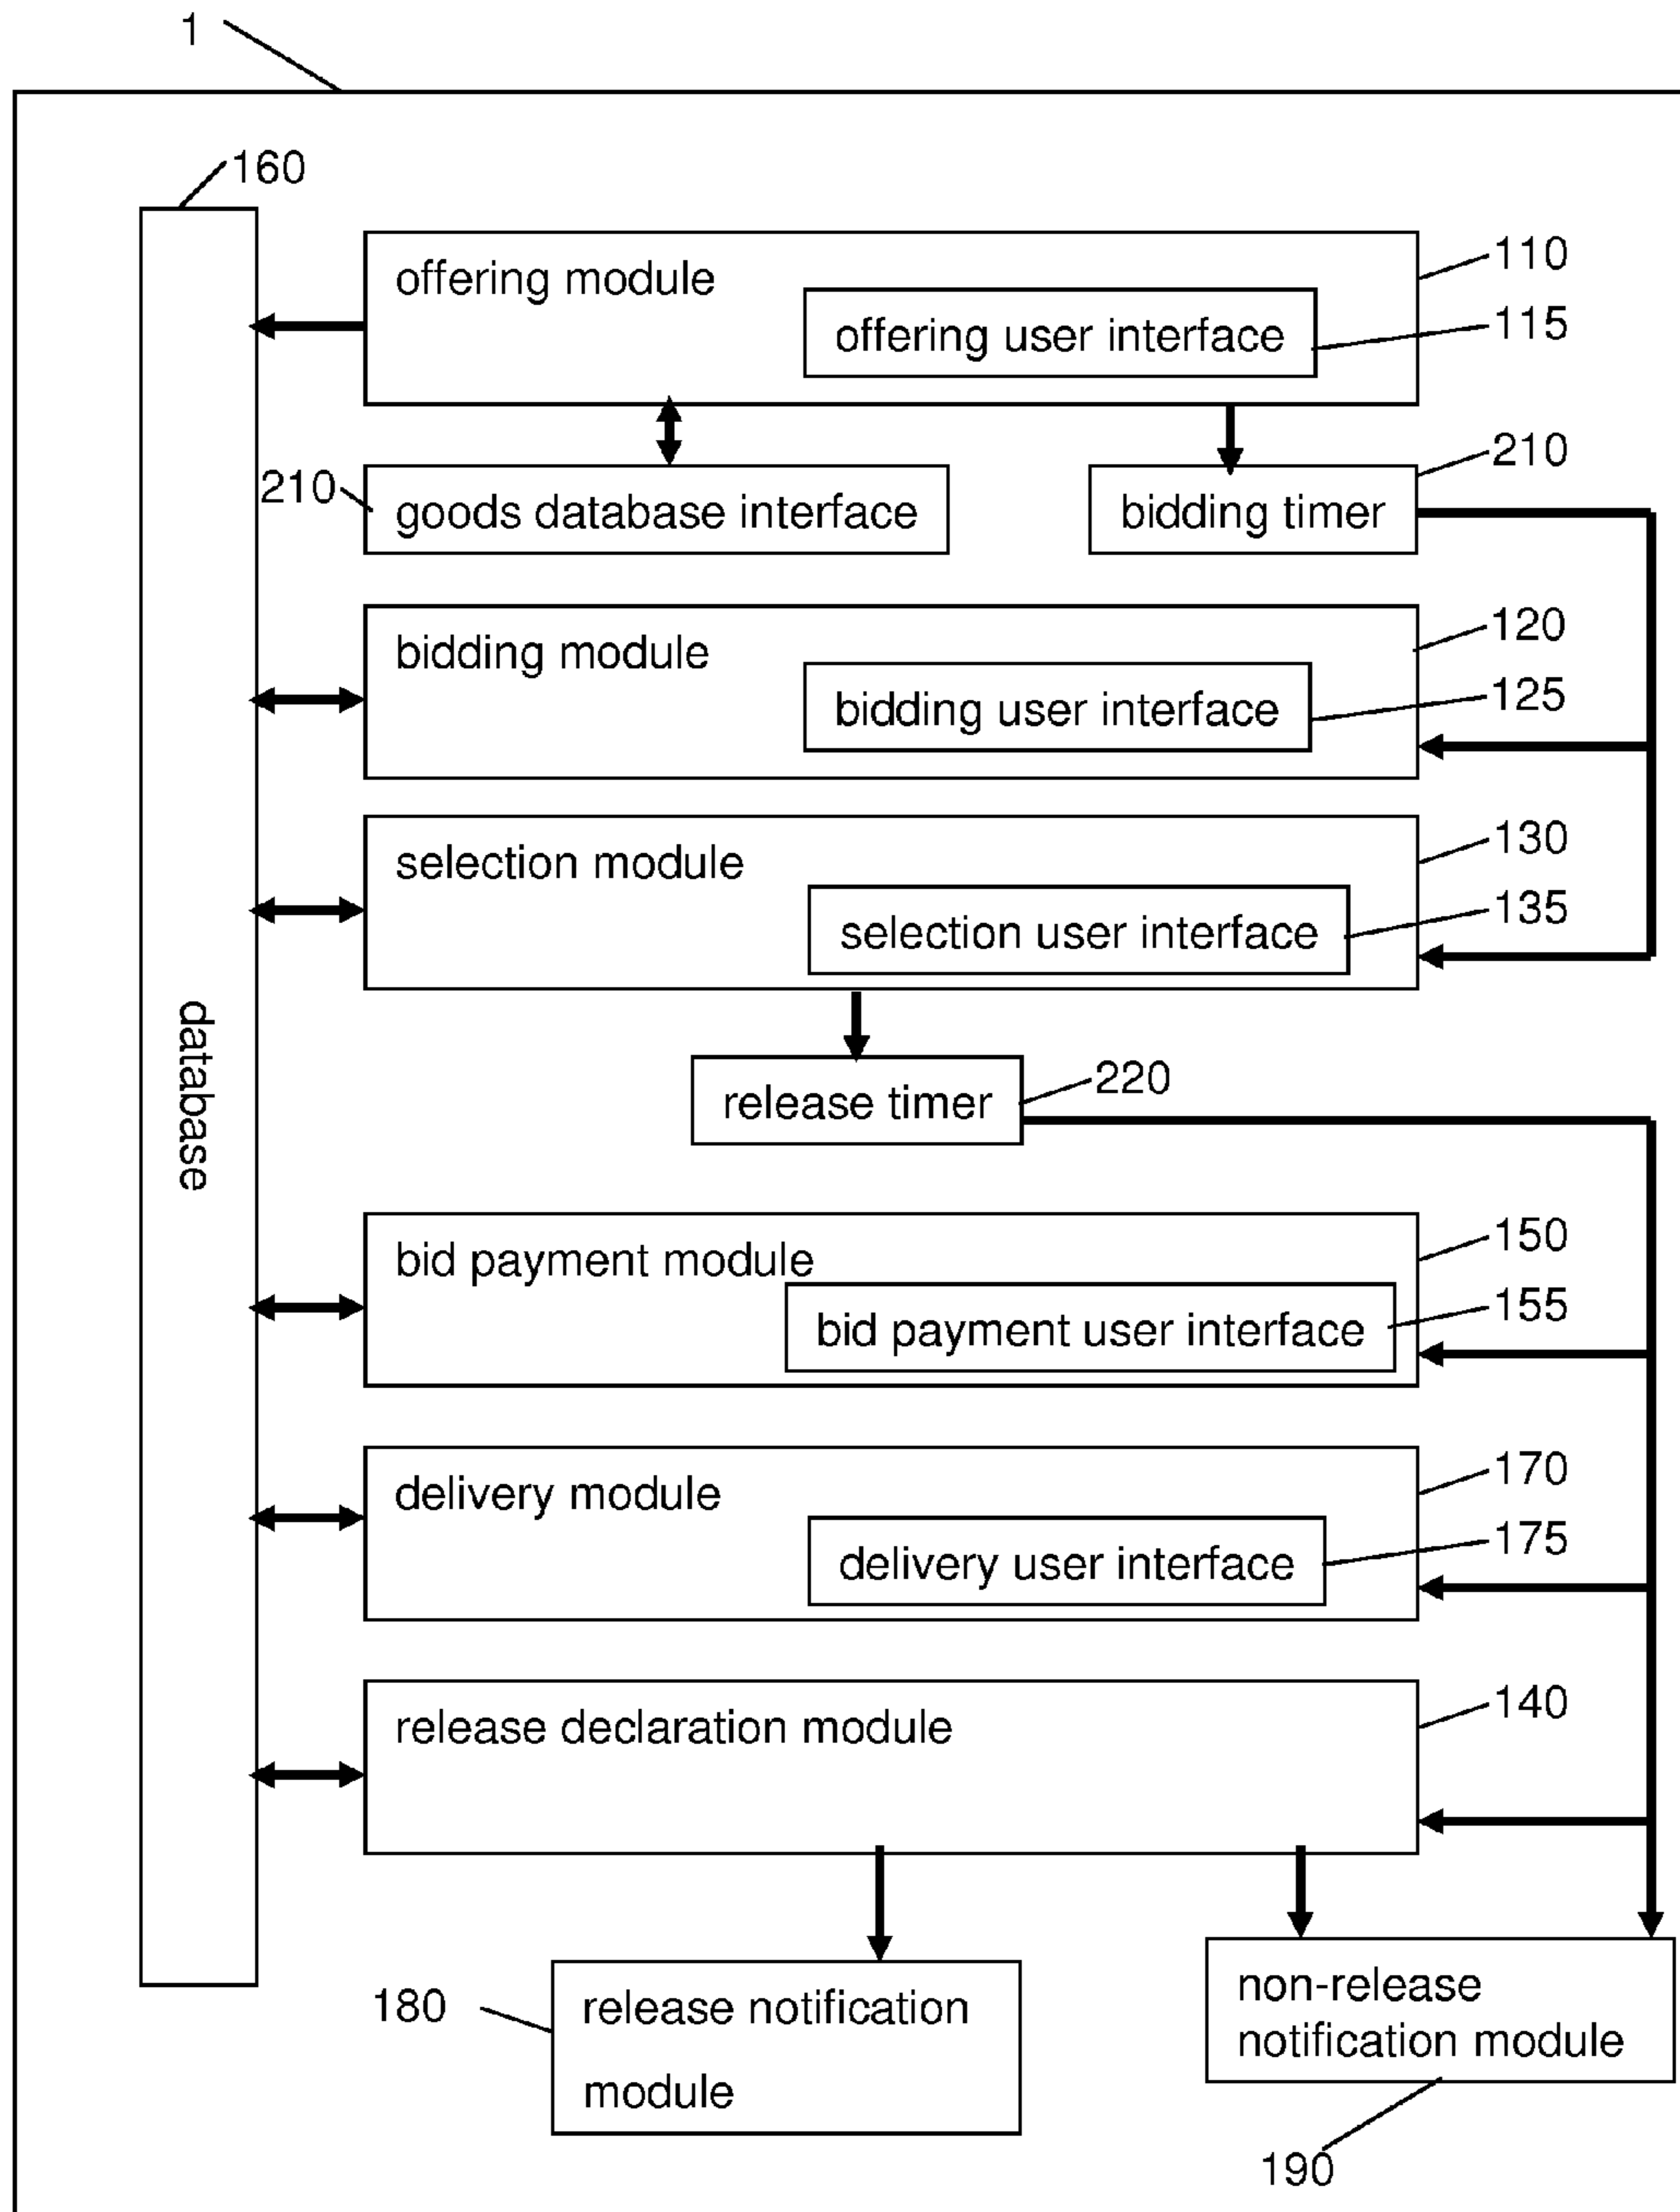 1
160
offering module
110
offering user interface
115
210
goods database interface
bidding timer
210
bidding module
120
bidding user interface
125
selection module
130
selection user interface
135
database
release timer
220
bid payment module
150
bid payment user interface
155
delivery module
170
delivery user interface
175
release declaration module
140
180
release notification
module
non-release
notification module
190